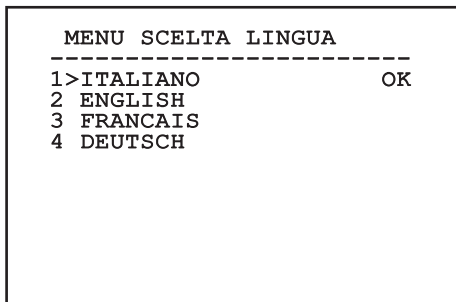 MENU SCELTA LINGUA
------------------------
1>ITALIANO OK
2 ENGLISH
3 FRANCAIS
4 DEUTSCH